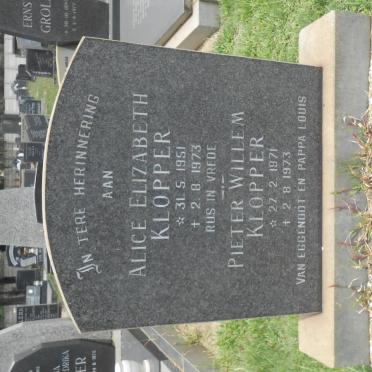 In tere herinnering
aan
Alice Elizabeth
Klopper
☆ 31·5·1951
+ 2·8·1973
Rus in vrede
Pieter Willem
Klopper
☆ 27·2·1971
+ 2·8·1973
Van eggenoot en pappa Louis